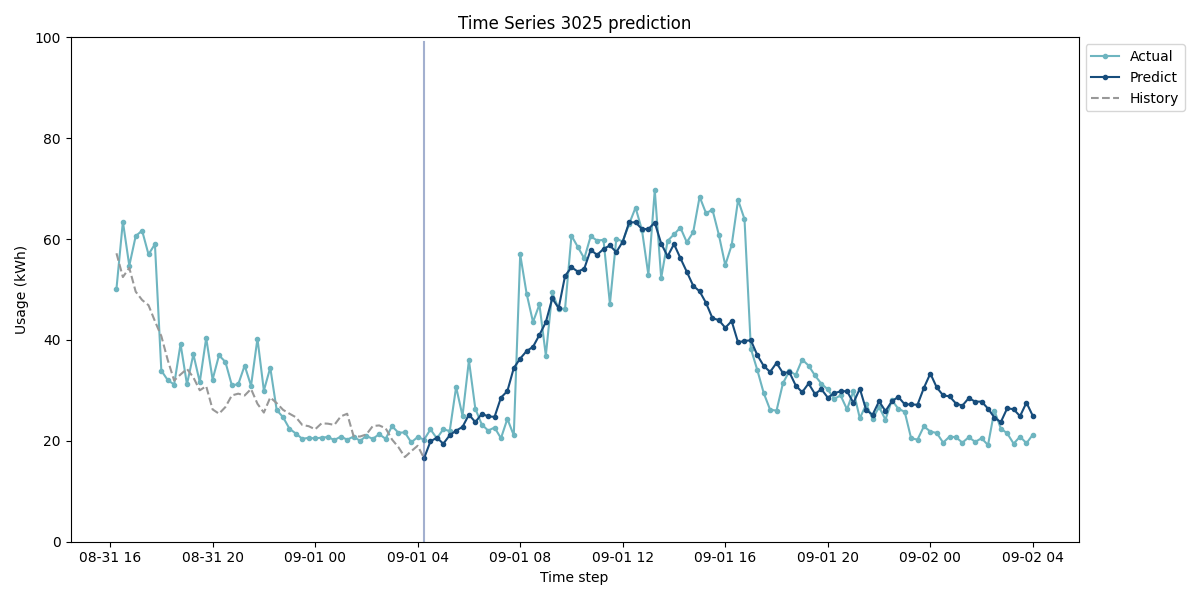 Time Series 3025 prediction
Actual
Predict
History
Usage (kWh)
100
80
60
40
20
0
08-31 16
08-31 20
09-01 00
09-01 04
09-01 08
09-01 12
09-01 16
09-01 20
09-02 00
09-02 04
Time step